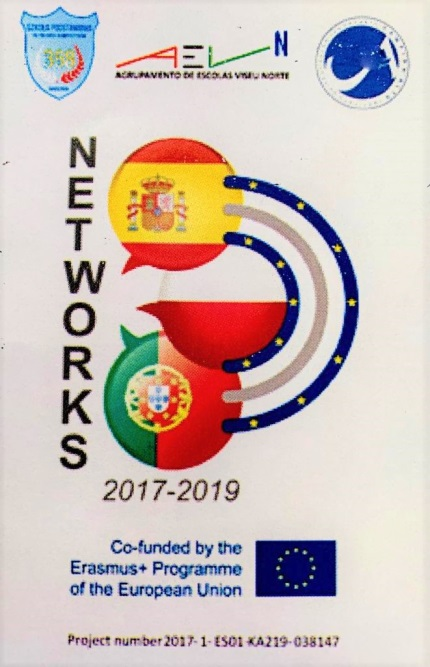 AEVN
AGRUPAMENTO DE ESCOLAS VISEU NORTE
NETWORKS
2017-2019
Co-funded by the
Erasmus+ Programme
of the European Union
Project number 2017- 1- ES01-KA219- 038147